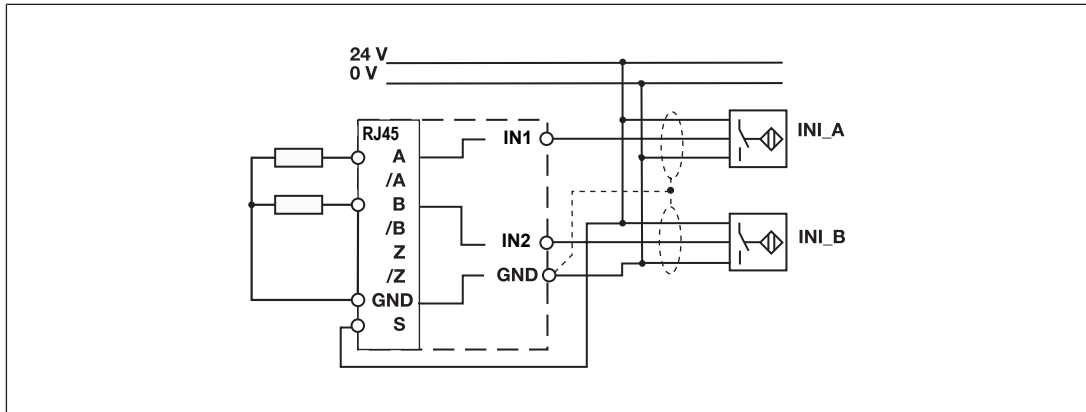 24 V
0 V
RJ45
A
/A
B
/B
Z
/Z
GND
S
IN1
IN2
GND
INI_A
INI_B